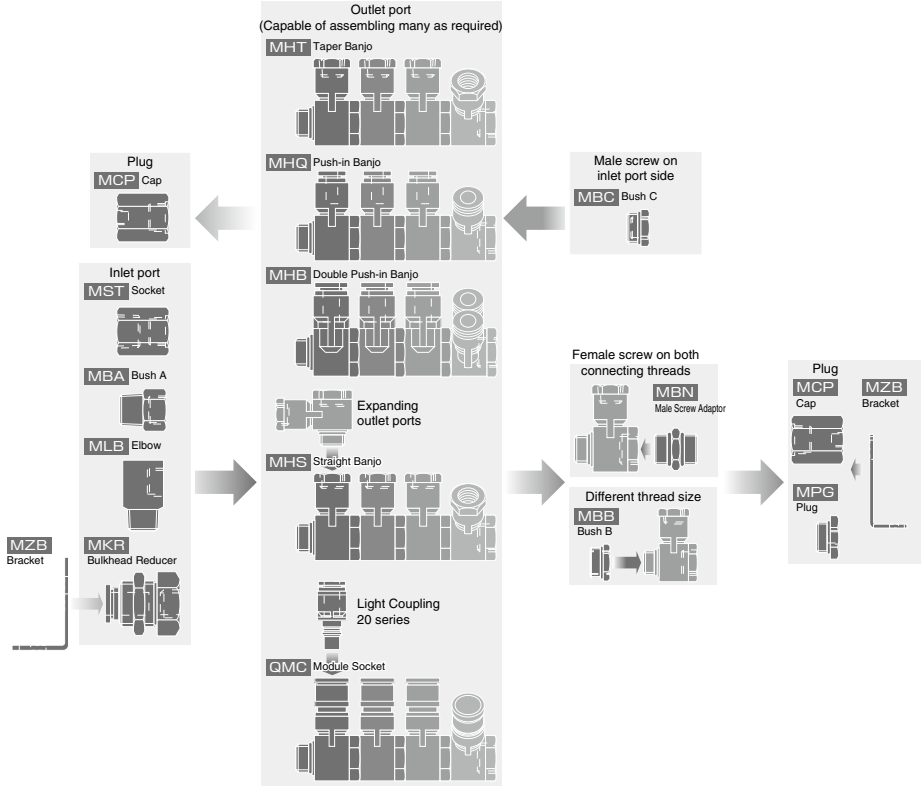 Outlet port
(Capable of assembling many as required)
MHT Taper Banjo
MHQ Push-in Banjo
MHB Double Push-in Banjo
Expanding
outlet ports
MHS Straight Banjo
Light Coupling
20 series
QMC Module Socket
Plug
MCP Cap
Inlet port
MST Socket
MBA Bush A
MLB Elbow
MKR
Bulkhead Reducer
MZB
Bracket
Male screw on
inlet port side
MBC Bush C
Female screw on both
connecting threads
MBN
Male Screw Adaptor
Different thread size
MBB
Bush B
Plug
MCP
Cap
MZB
Bracket
MPG
Plug